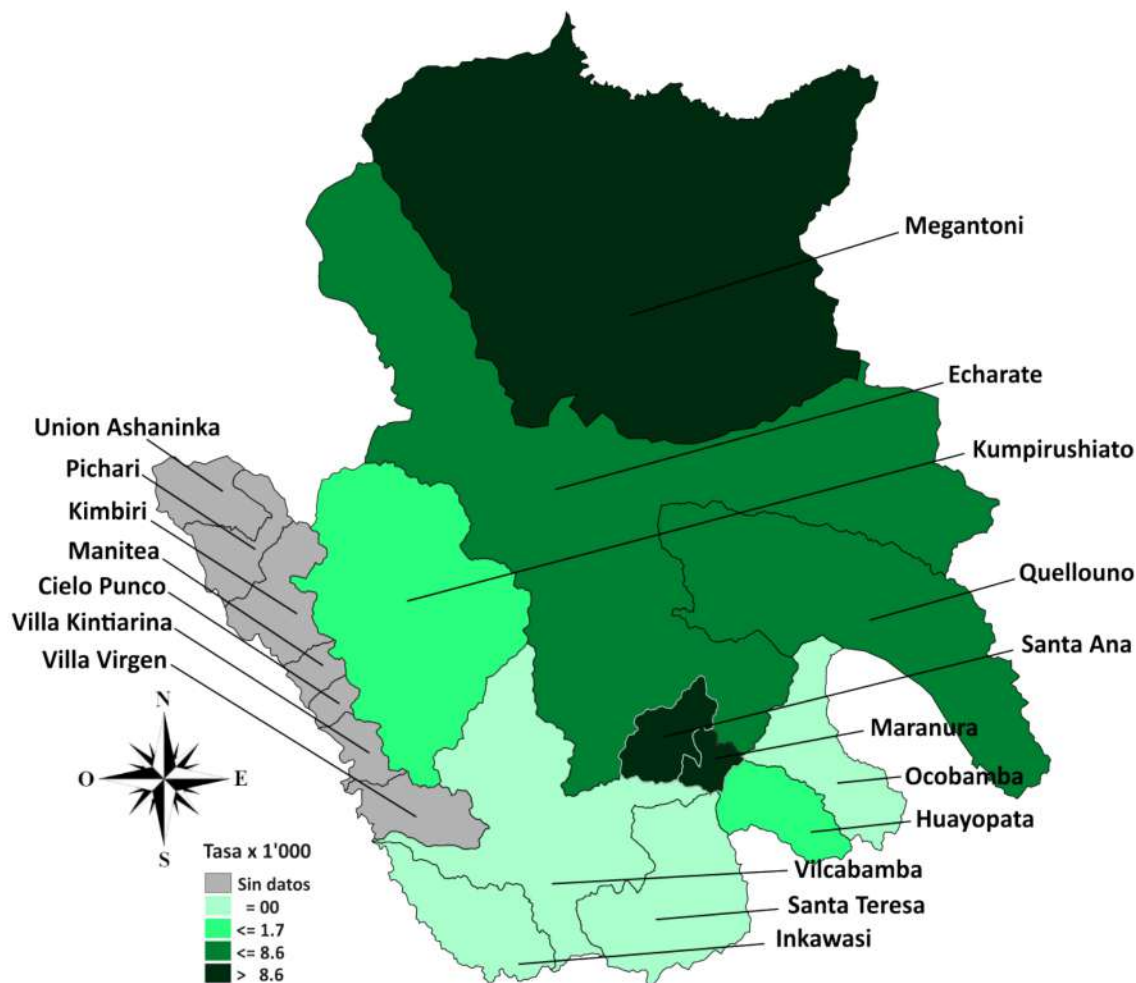 Megantoni
Echarate
Kumpirushiato
Union Ashaninka
Pichari
Kimbiri
Manitea
Cielo Punco
Villa Kintiarina
Villa Virgen
Quellouno
Santa Ana
Maranura
Ocobamba
Huayopata
Vilcabamba
Santa Teresa
Inkawasi
N
O
E
S
Tasa x 1'000
Sin datos
= 00
<= 1.7
<= 8.6
> 8.6